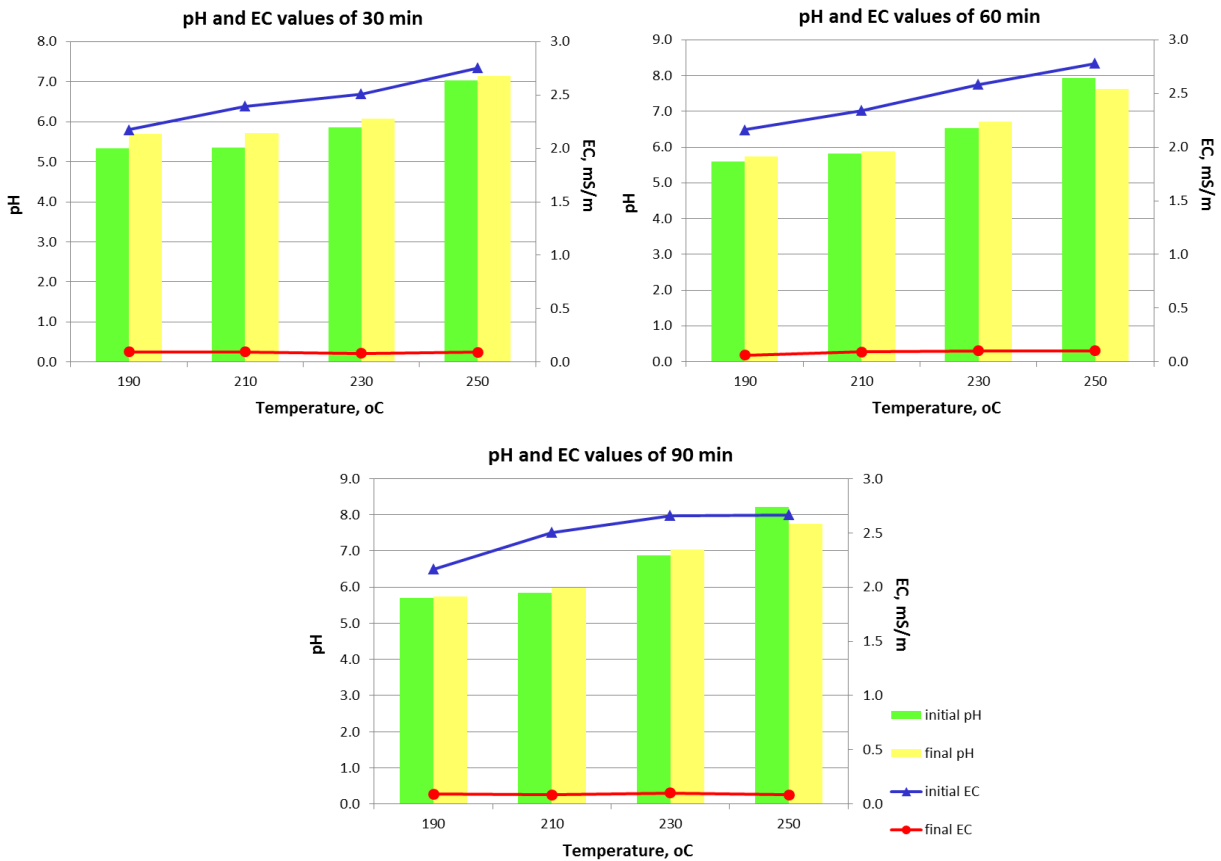 pH and EC values of 30 min
8.0
7.0
6.0
5.0
4.0
3.0
2.0
1.0
0.0
pH
3.0
2.5
2.0
1.5
1.0
0.5
0.0
EC, mS/m
190 210 230 250
Temperature, oC
pH and EC values of 60 min
9.0
8.0
7.0
6.0
5.0
4.0
3.0
2.0
1.0
0.0
pH
3.0
2.5
2.0
1.5
1.0
0.5
0.0
EC, mS/m
190 210 230 250
Temperature, oC
pH and EC values of 90 min
9.0
8.0
7.0
6.0
5.0
4.0
3.0
2.0
1.0
0.0
pH
3.0
2.5
2.0
1.5
1.0
0.5
0.0
EC, mS/m
190 210 230 250
Temperature, oC
initial pH
final pH
initial EC
final EC